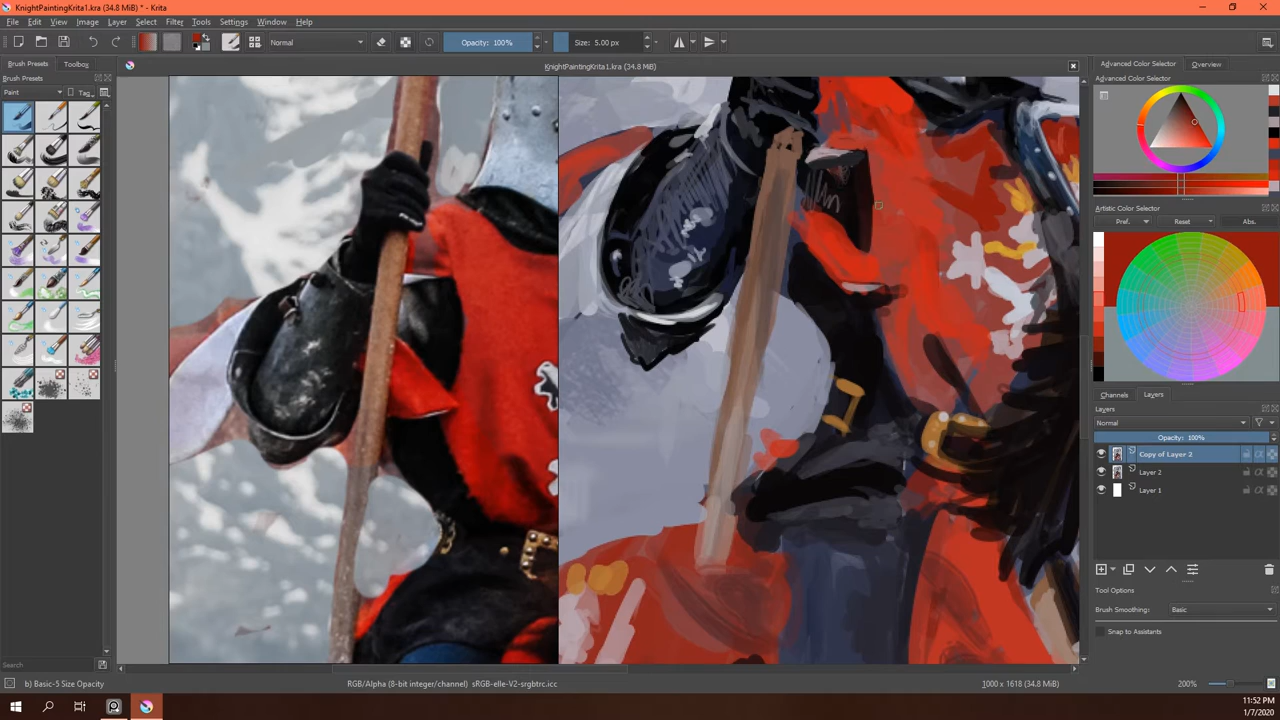 KnightPaintingKrita1.kra (34.8 MiB) * - Krita
File Edit View Image Layer Select Filter Tools Settings Window Help
Normal
Opacity: 100%
Size: 5.00 px
Brush Presets Toolbox
KnightPaintingKrita1.kra (34.8 MiB)
Advanced Color Selector Overview
Brush Presets
Advanced Color Selector
Paint
Tag
Artistic Color Selector
Pref. Reset Abs.
Channels Layers
Layers
Normal
Opacity: 100%
Copy of Layer 2
Layer 2
Layer 1
Tool Options
Brush Smoothing: Basic
Snap to Assistants
Search
b) Basic-5 Size Opacity
RGB/Alpha (8-bit integer/channel) sRGB-elle-V2-srgbtrc.icc
1000 x 1618 (34.8 MiB)
200%
11:52 PM
1/7/2020